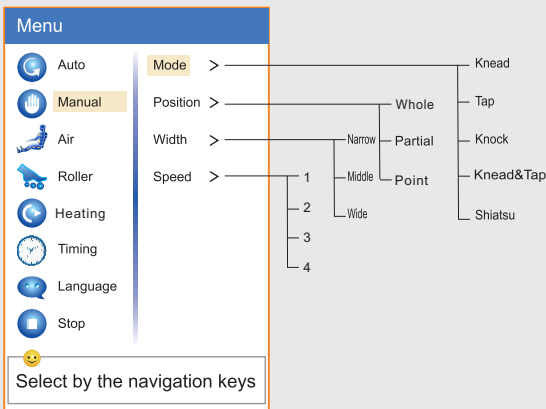 Menu
Auto
Manual
Air
Roller
Heating
Timing
Language
Stop
Mode >
Position >
Width >
Speed >
1
2
3
4
Narrow
Middle
Wide
Whole
Partial
Point
Knead
Tap
Knock
Knead&Tap
Shiatsu
Select by the navigation keys